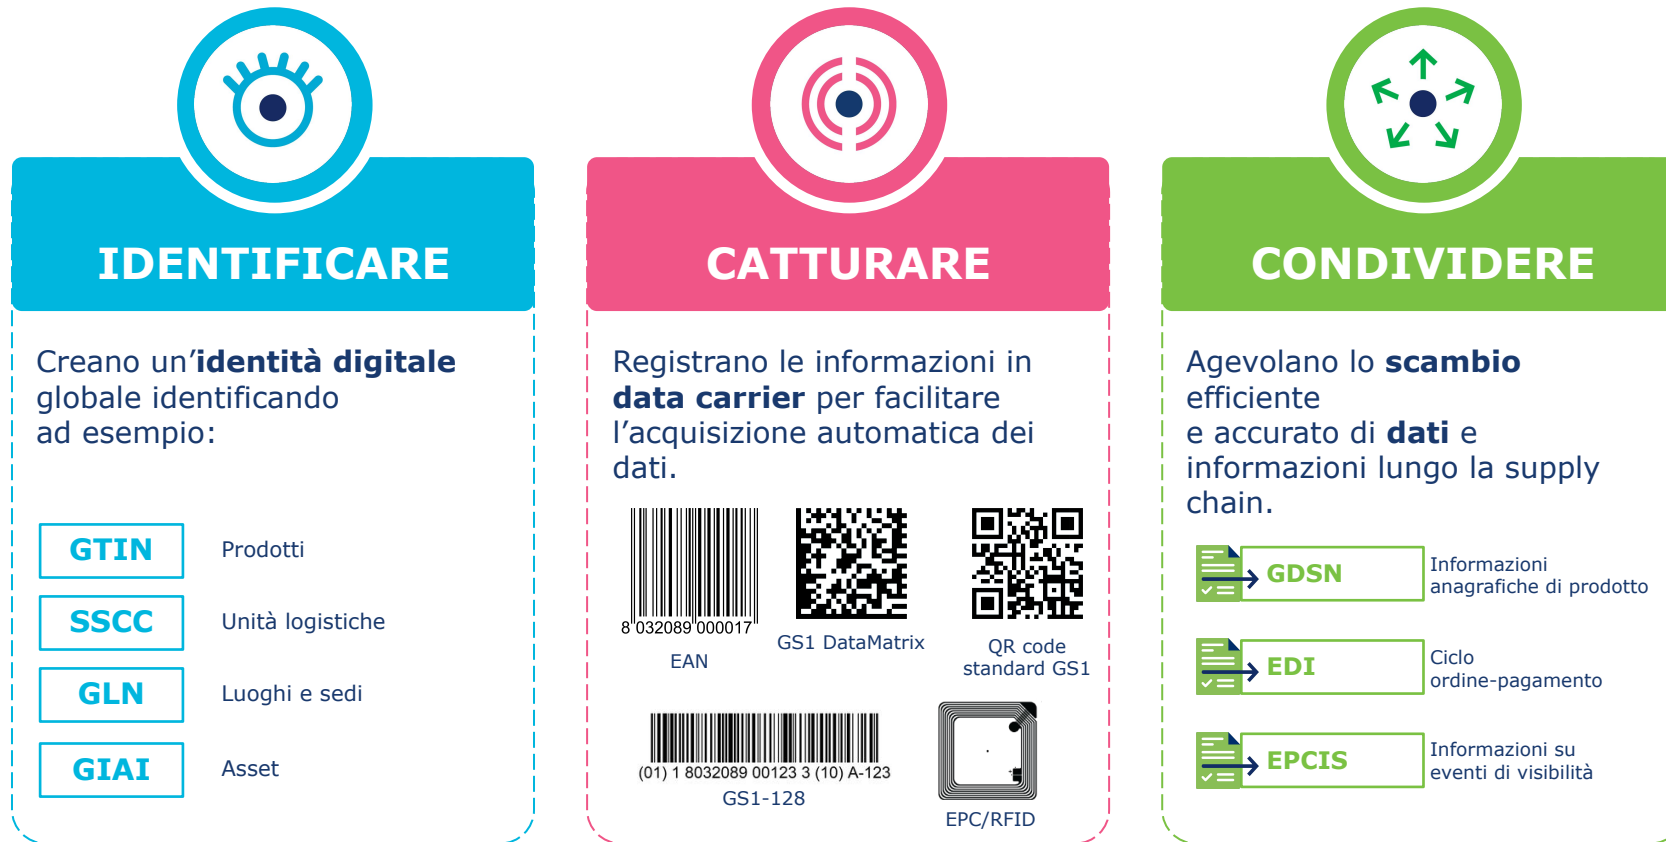 IDENTIFICARE
Creano un’identità digitale
globale identificando
ad esempio:
GTIN
Prodotti
SSCC
Unità logistiche
GLN
Luoghi e sedi
GIAI
Asset
CATTURARE
Registrano le informazioni in
data carrier per facilitare
l’acquisizione automatica dei
dati.
8 032089 000017
EAN
GS1 DataMatrix
QR code
standard GS1
(01) 1 8032089 00123 3 (10) A-123
GS1-128
EPC/RFID
CONDIVIDERE
Agevolano lo scambio
efficiente
e accurato di dati e
informazioni lungo la supply
chain.
GDSN
Informazioni
anagrafiche di prodotto
EDI
Ciclo
ordine-pagamento
EPCIS
Informazioni su
eventi di visibilità